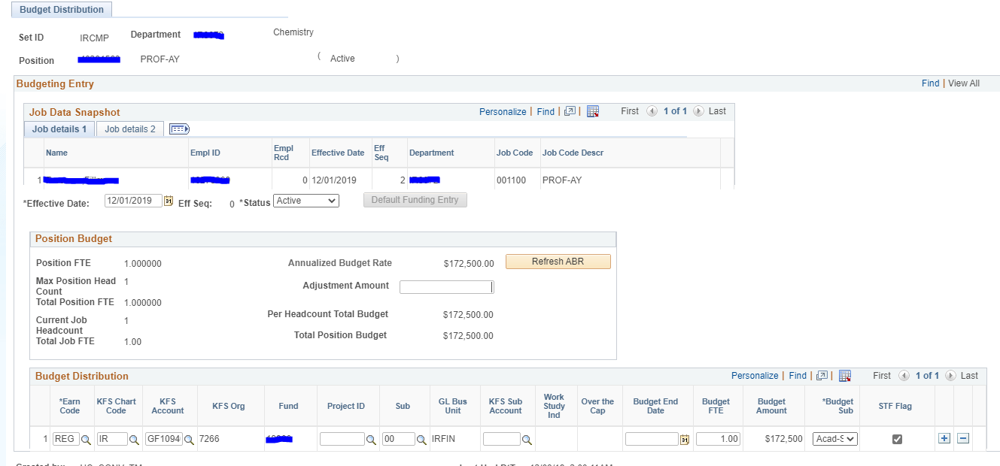 Budget Distribution
Set ID IRCMP Department Chemistry
Position PROF-AY ( Active )
Budgeting Entry Find | View All
Job Data Snapshot Personalize | Find | | First 1 of 1 Last
Job details 1 Job details 2
Name Empl ID Empl Rcd Effective Date Eff Seq Department Job Code Job Code Descr
1 0 12/01/2019 2 001100 PROF-AY
*Effective Date: 12/01/2019 Eff Seq: 0 *Status Active Default Funding Entry
Position Budget
Position FTE 1.000000 Annualized Budget Rate $172,500.00 Refresh ABR
Max Position Head Count 1 Adjustment Amount
Total Position FTE 1.000000
Per Headcount Total Budget $172,500.00
Current Job Headcount 1
Total Position Budget $172,500.00
Total Job FTE 1.00
Budget Distribution Personalize | Find | | First 1 of 1 Last
*Earn Code KFS Chart Code KFS Account KFS Org Fund Project ID Sub GL Bus Unit KFS Sub Account Work Study Ind Over the Cap Budget End Date Budget FTE Budget Amount *Budget Sub STF Flag
1 REG IR GF1094 7266 00 IRFIN 1.00 $172,500 Acad-S